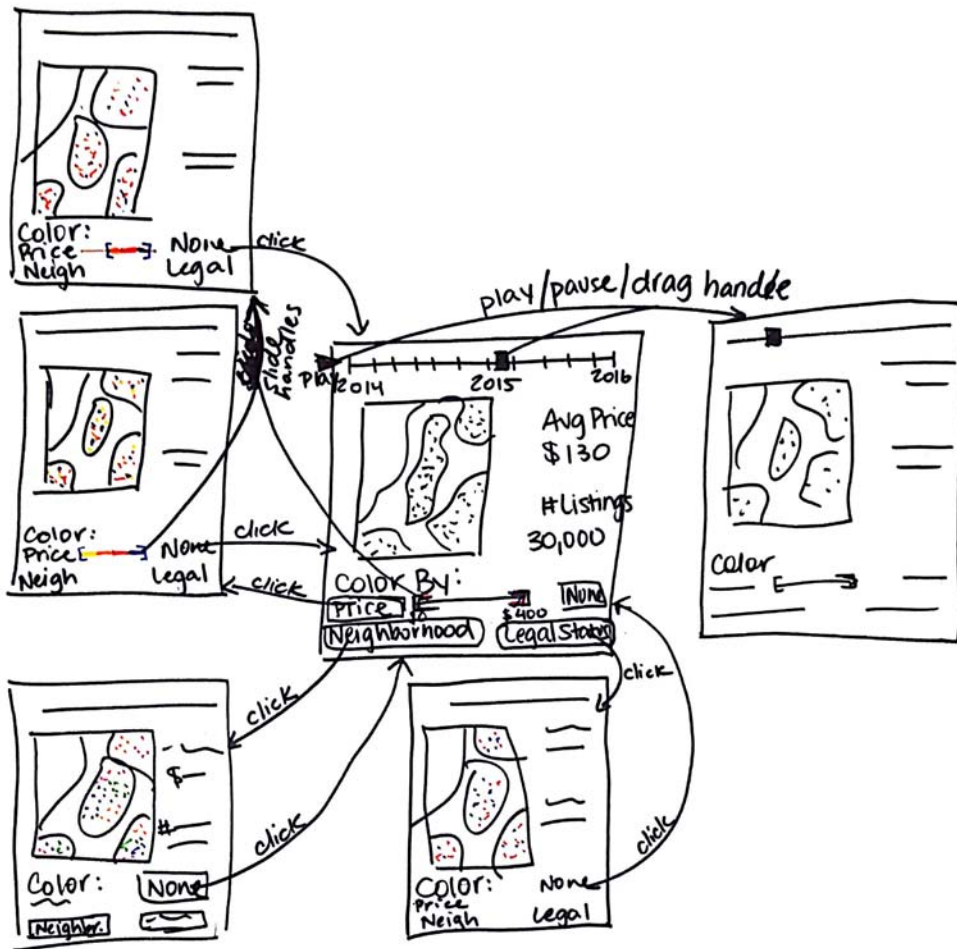 Color:
Price None
Neigh Legal
click
play/pause/drag handle
Slide
handles
play 2014 2015 2016
Avg Price
$130
#Listings
30,000
Color By:
Price None
$0 $400
Neighborhood Legal Status
Color:
Price None
Neigh Legal
click
click
Color
click
click
click
click
$
#
Color: None
Neighbor.
Color: None
Price
Neigh Legal